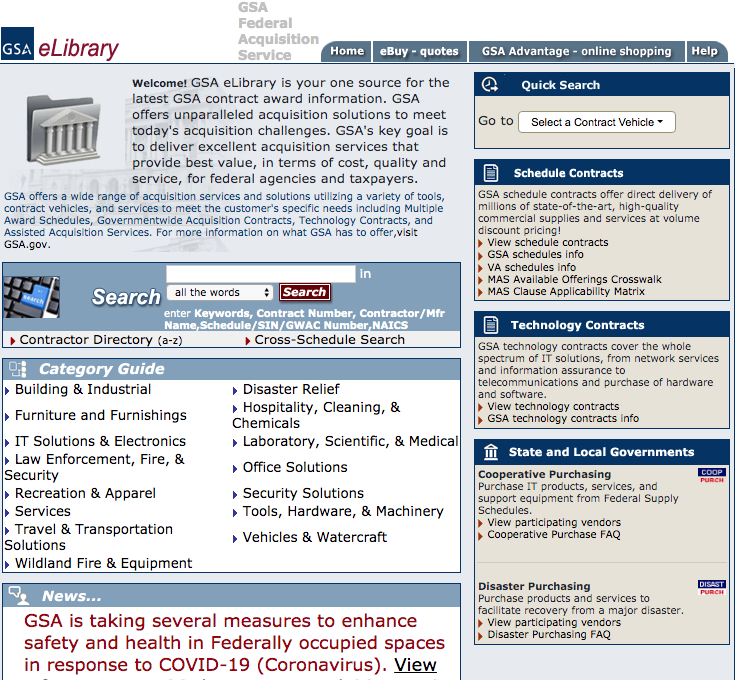 GSA
Federal
Acquisition
Service
GSA eLibrary
Home
eBuy - quotes
GSA Advantage - online shopping
Help
Welcome! GSA eLibrary is your one source for the
latest GSA contract award information. GSA
offers unparalleled acquisition solutions to meet
today's acquisition challenges. GSA's key goal is
to deliver excellent acquisition services that
provide best value, in terms of cost, quality and
service, for federal agencies and taxpayers.
GSA offers a wide range of acquisition services and solutions utilizing a variety of tools,
contract vehicles, and services to meet the customer's specific needs including Multiple
Award Schedules, Governmentwide Acquisition Contracts, Technology Contracts, and
Assisted Acquisition Services. For more information on what GSA has to offer,visit
GSA.gov.
Search
in
all the words
Search
enter Keywords, Contract Number, Contractor/Mfr
Name,Schedule/SIN/GWAC Number,NAICS
Contractor Directory (a-z)
Cross-Schedule Search
Category Guide
Building & Industrial
Disaster Relief
Furniture and Furnishings
Hospitality, Cleaning, &
Chemicals
IT Solutions & Electronics
Laboratory, Scientific, & Medical
Law Enforcement, Fire, &
Security
Office Solutions
Recreation & Apparel
Security Solutions
Services
Tools, Hardware, & Machinery
Travel & Transportation
Solutions
Vehicles & Watercraft
Wildland Fire & Equipment
News...
GSA is taking several measures to enhance
safety and health in Federally occupied spaces
in response to COVID-19 (Coronavirus). View
Quick Search
Go to
Select a Contract Vehicle
Schedule Contracts
GSA schedule contracts offer direct delivery of
millions of state-of-the-art, high-quality
commercial supplies and services at volume
discount pricing!
View schedule contracts
GSA schedules info
VA schedules info
MAS Available Offerings Crosswalk
MAS Clause Applicability Matrix
Technology Contracts
GSA technology contracts cover the whole
spectrum of IT solutions, from network services
and information assurance to
telecommunications and purchase of hardware
and software.
View technology contracts
GSA technology contracts info
State and Local Governments
Cooperative Purchasing
COOP
PURCH
Purchase IT products, services, and
support equipment from Federal Supply
Schedules.
View participating vendors
Cooperative Purchase FAQ
Disaster Purchasing
DISAST
PURCH
Purchase products and services to
facilitate recovery from a major disaster.
View participating vendors
Disaster Purchasing FAQ